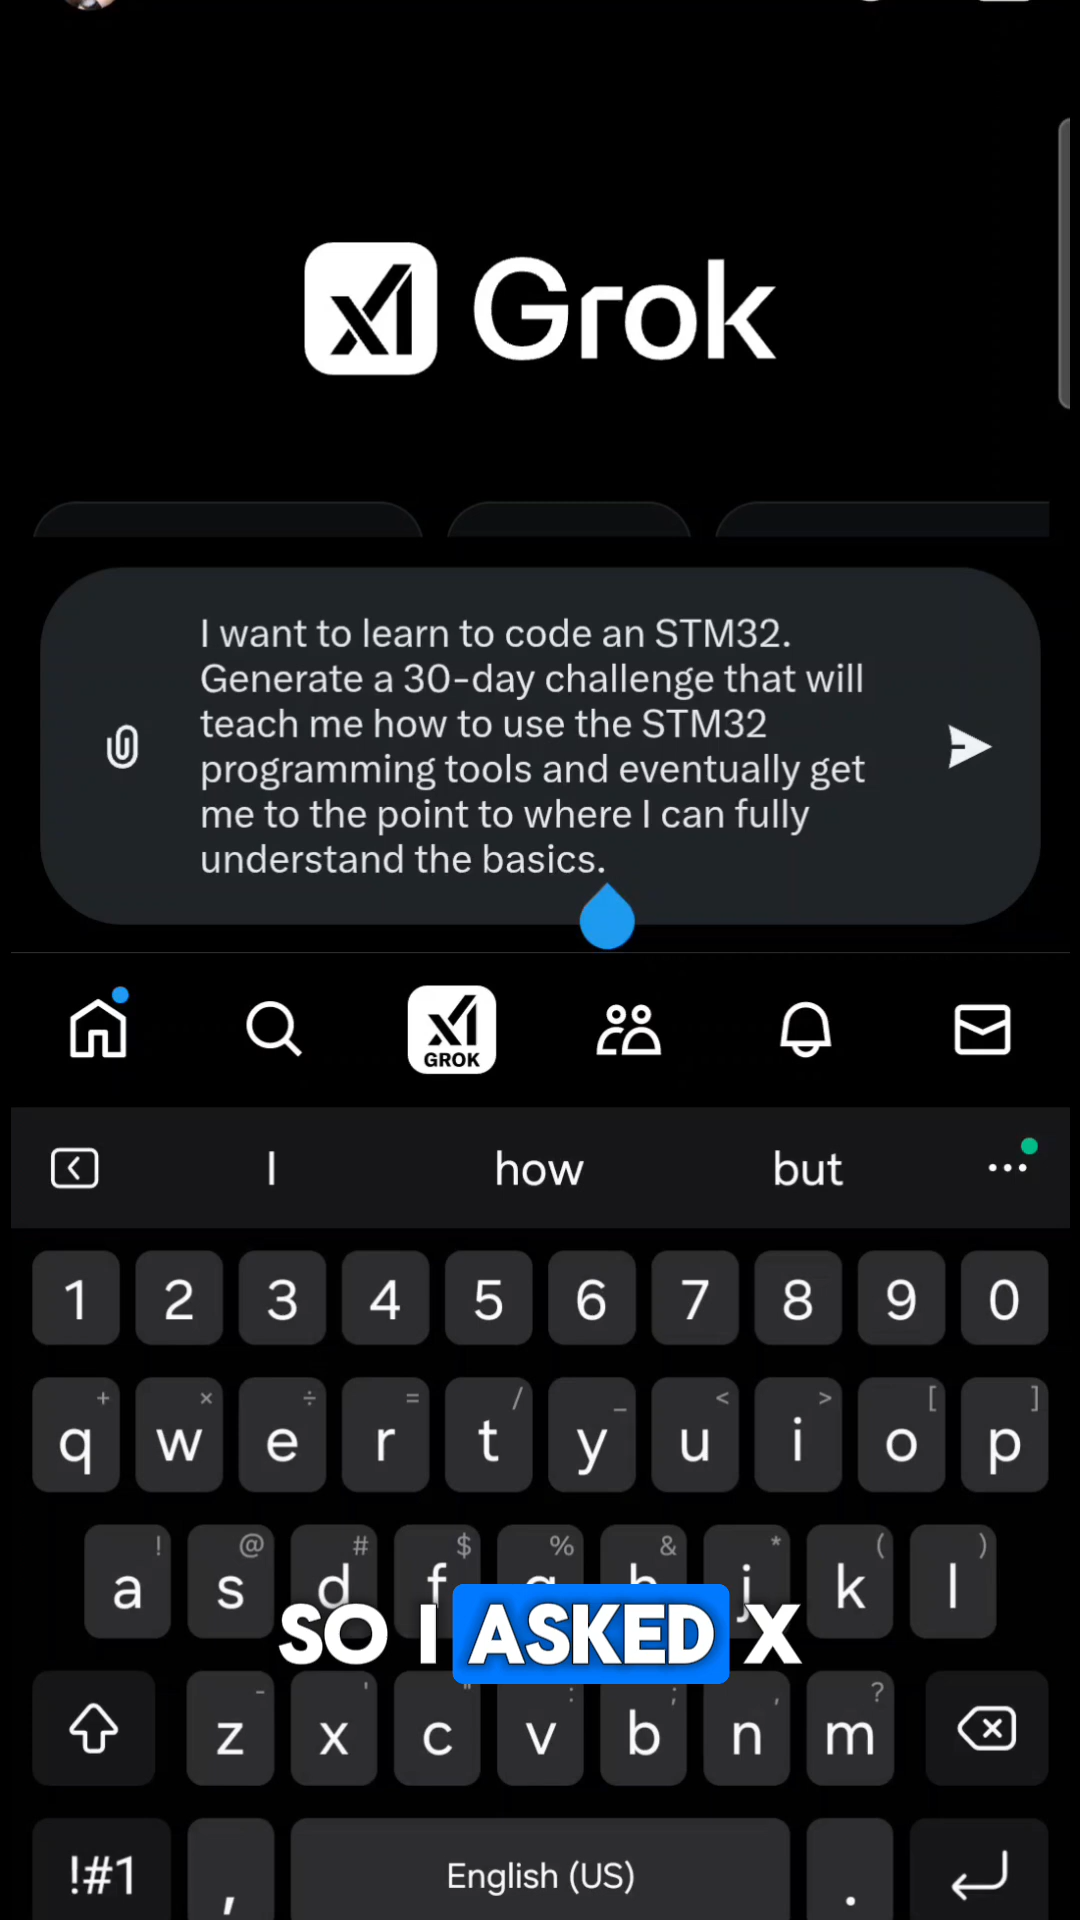 Grok
I want to learn to code an STM32.
Generate a 30-day challenge that will
teach me how to use the STM32
programming tools and eventually get
me to the point to where I can fully
understand the basics.
GROK
I how but ...
1 2 3 4 5 6 7 8 9 0
+ × ÷ = / _ < > [ ]
q w e r t y u i o p
! @ # $ % & * ( )
a s d f g h j k l
SO I ASKED X
- ' " : ; , ?
z x c v b n m
!#1 , English (US) .